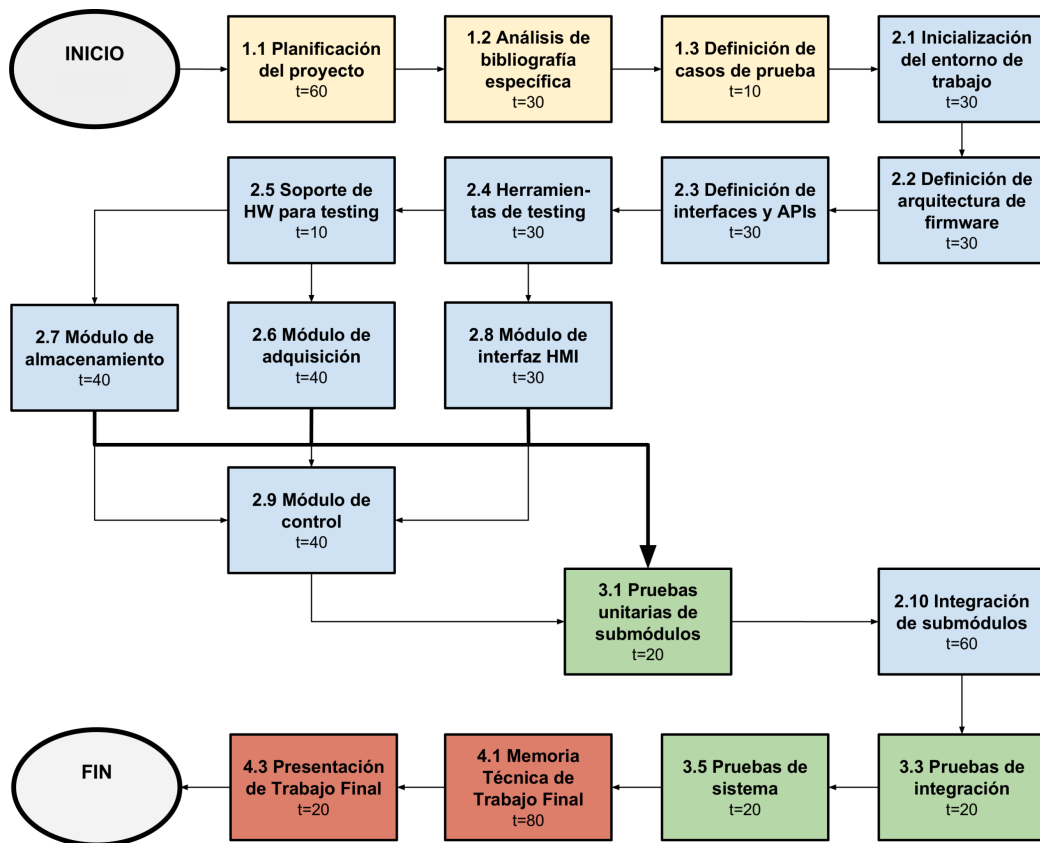 INICIO
1.1 Planificación
del proyecto
t=60
1.2 Análisis de
bibliografía
específica
t=30
1.3 Definición de
casos de prueba
t=10
2.1 Inicialización
del entorno de
trabajo
t=30
2.5 Soporte de
HW para testing
t=10
2.4 Herramien-
tas de testing
t=30
2.3 Definición de
interfaces y APIs
t=30
2.2 Definición de
arquitectura de
firmware
t=30
2.7 Módulo de
almacenamiento
t=40
2.6 Módulo de
adquisición
t=40
2.8 Módulo de
interfaz HMI
t=30
2.9 Módulo de
control
t=40
3.1 Pruebas
unitarias de
submódulos
t=20
2.10 Integración
de submódulos
t=60
FIN
4.3 Presentación
de Trabajo Final
t=20
4.1 Memoria
Técnica de
Trabajo Final
t=80
3.5 Pruebas de
sistema
t=20
3.3 Pruebas de
integración
t=20